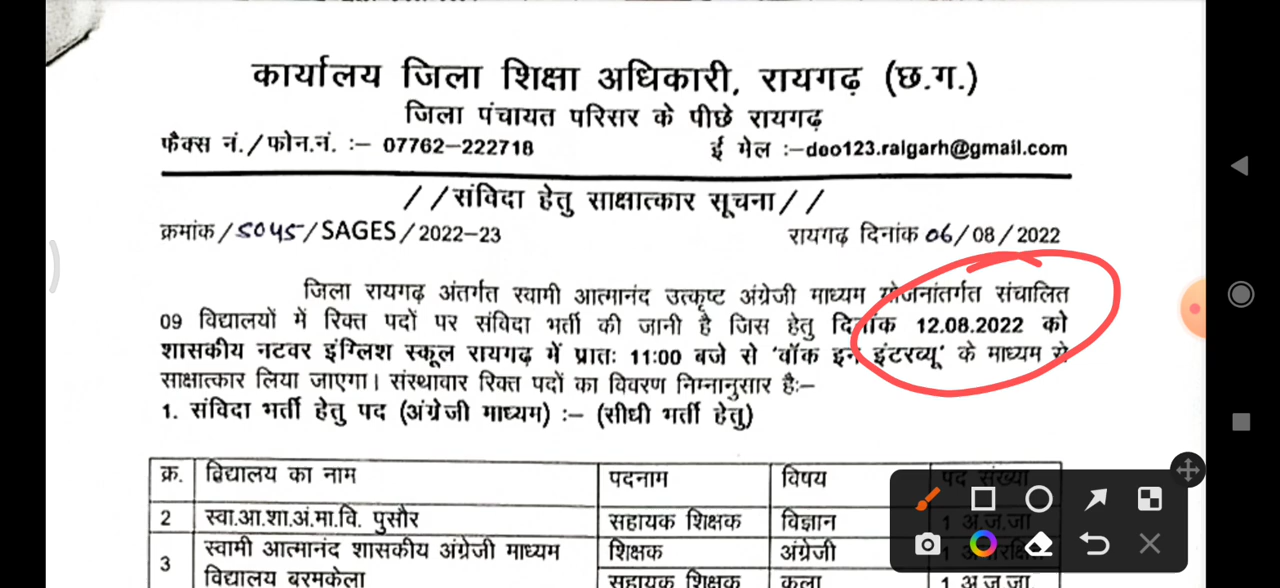 कार्यालय जिला शिक्षा अधिकारी, रायगढ़ (छ.ग.)
जिला पंचायत परिसर के पीछे रायगढ़
फैक्स नं./फोन.नं. :– 07762–222718 ई मेल :–deo123.raigarh@gmail.com
//संविदा हेतु साक्षात्कार सूचना//
क्रमांक/5045/SAGES/2022–23 रायगढ़ दिनांक 06/08/2022
जिला रायगढ़ अंतर्गत स्वामी आत्मानंद उत्कृष्ट अंग्रेजी माध्यम योजनांतर्गत संचालित
09 विद्यालयों में रिक्त पदों पर संविदा भर्ती की जानी है जिस हेतु दिनांक 12.08.2022 को
शासकीय नटवर इंग्लिश स्कूल रायगढ़ में प्रातः 11:00 बजे से 'वॉक इन इंटरव्यू' के माध्यम से
साक्षात्कार लिया जाएगा। संस्थावार रिक्त पदों का विवरण निम्नानुसार है:–
1. संविदा भर्ती हेतु पद (अंग्रेजी माध्यम) :– (सीधी भर्ती हेतु)
क्र. विद्यालय का नाम पदनाम विषय पद संख्या
2 स्वा.आ.शा.अं.मा.वि. पुसौर सहायक शिक्षक विज्ञान 1 अ.ज.जा
3 स्वामी आत्मानंद शासकीय अंग्रेजी माध्यम शिक्षक अंग्रेजी 1
विद्यालय बरमकेला सहायक शिक्षक कला 1 अ.ज.जा